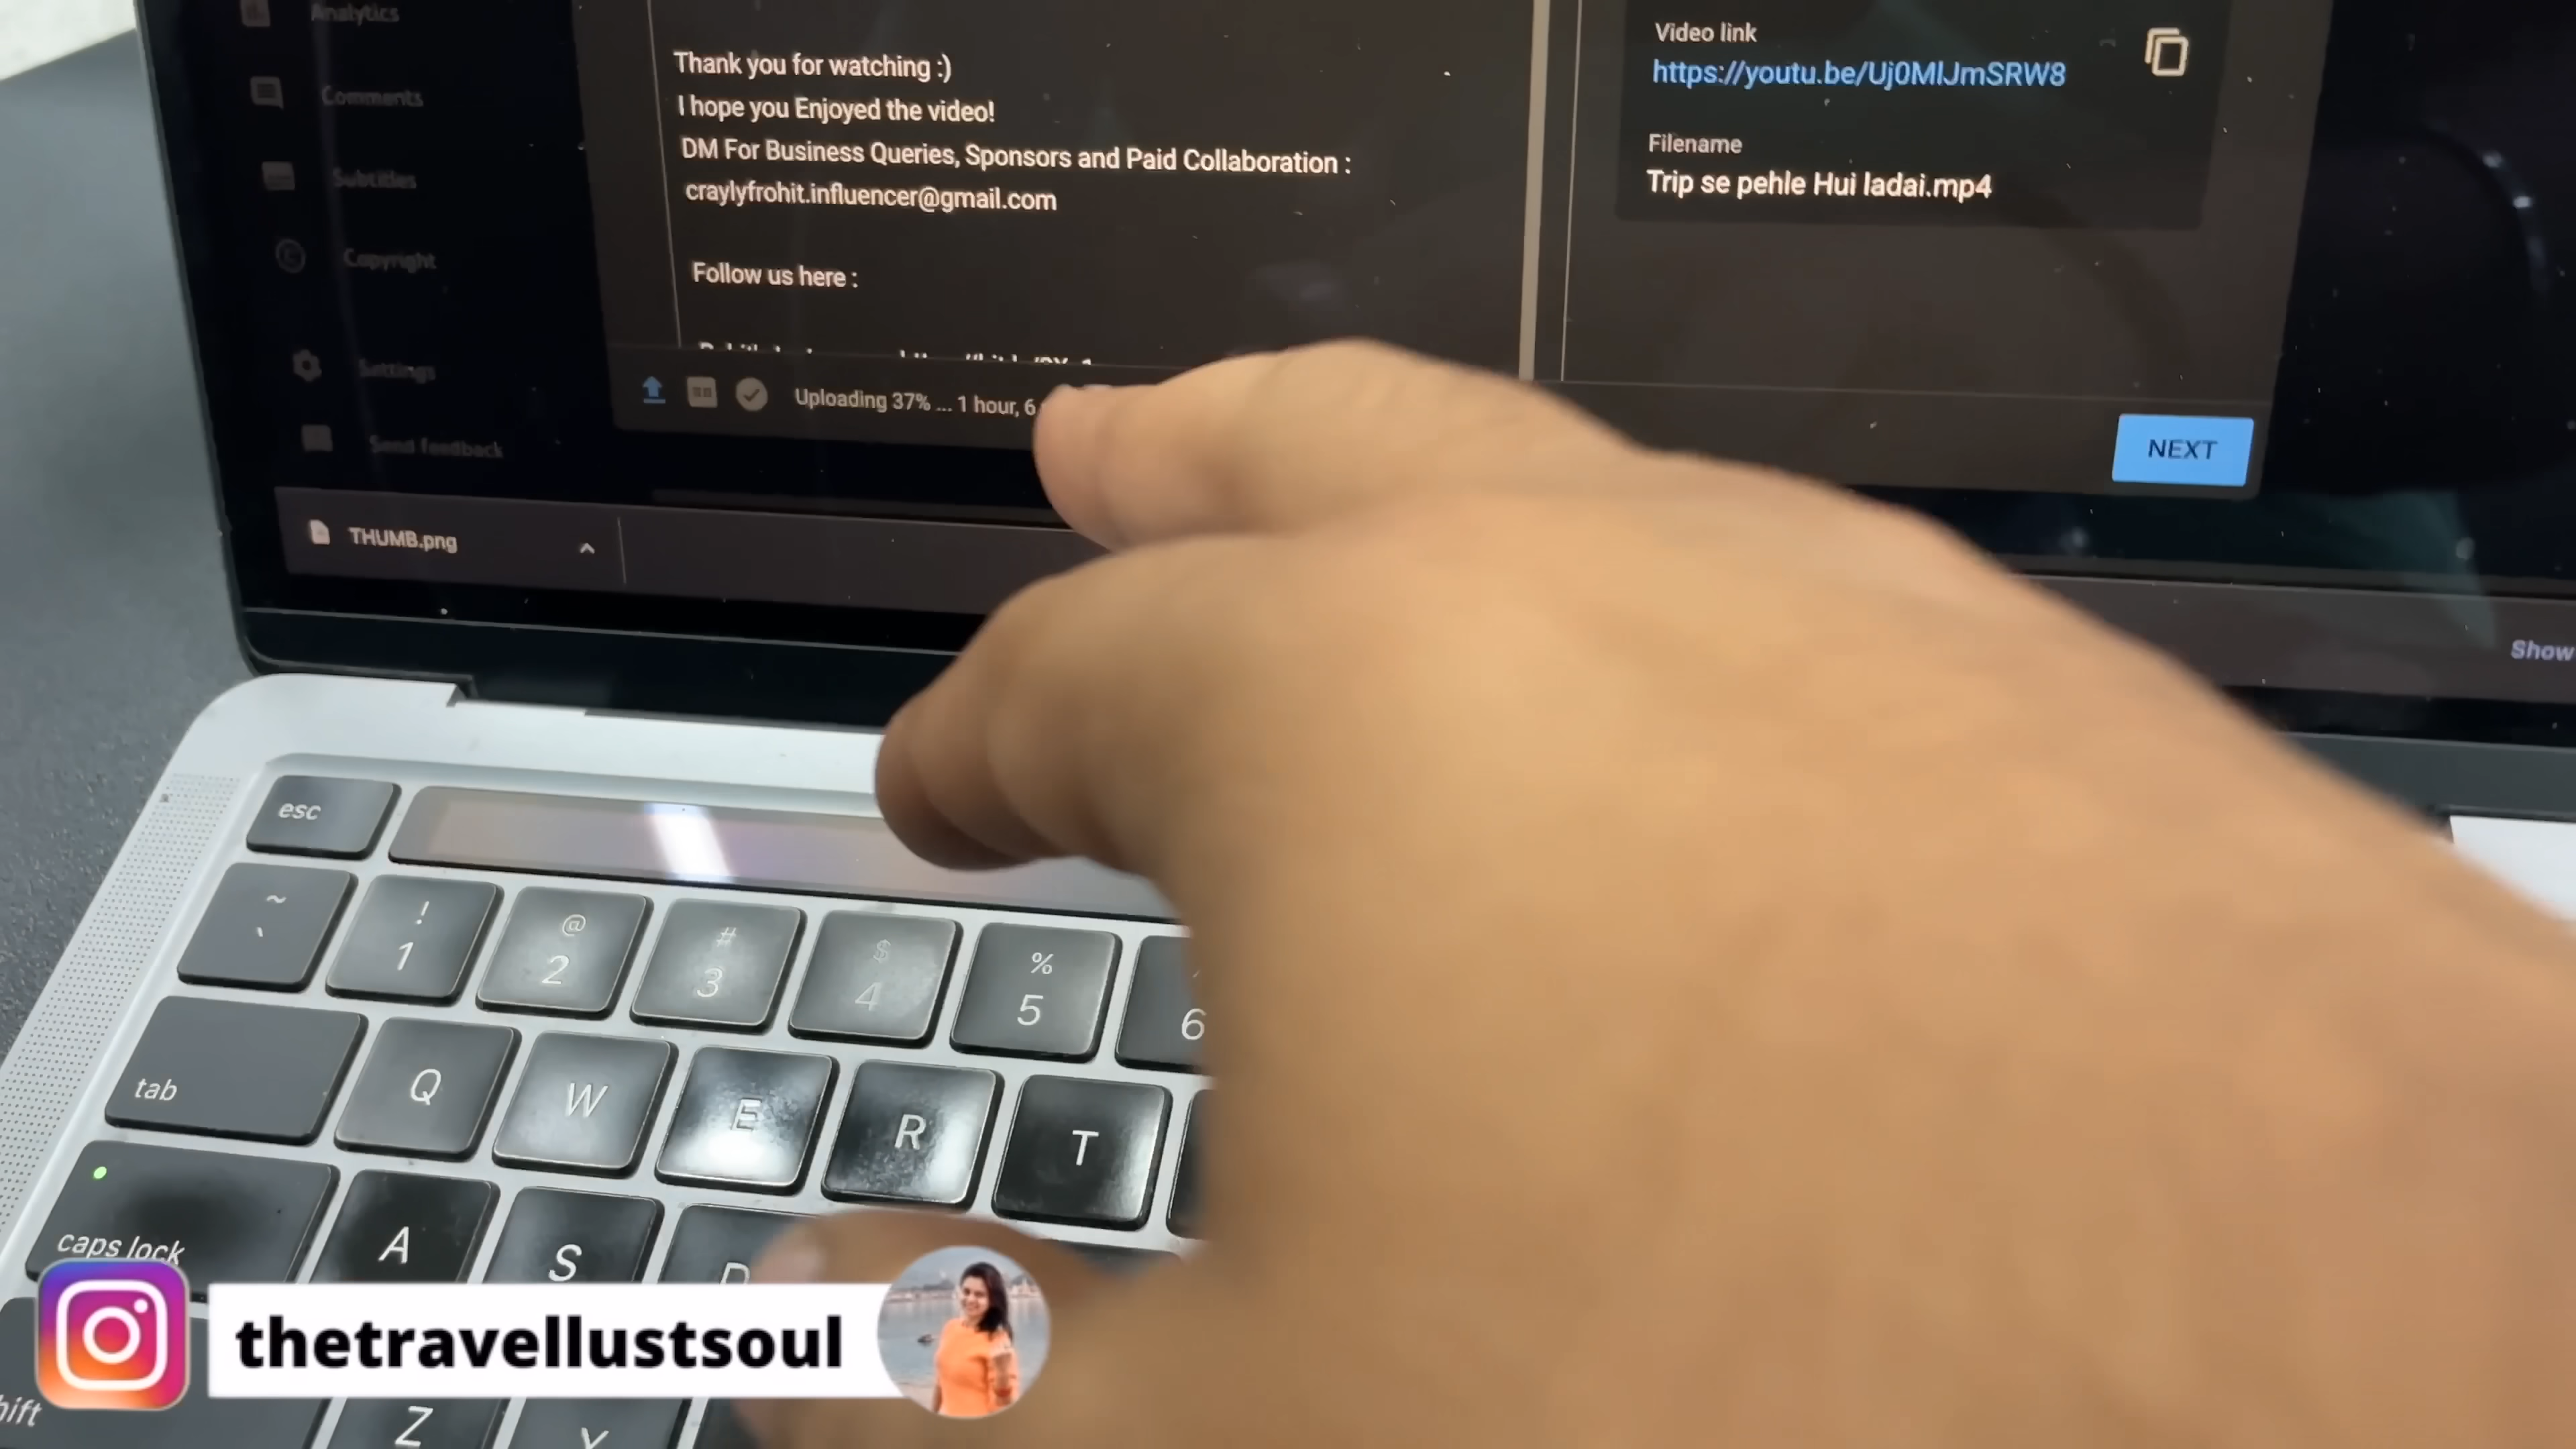 Analytics
Comments
Subtitles
Copyright
Settings
Send feedback
Thank you for watching :)
I hope you Enjoyed the video!
DM For Business Queries, Sponsors and Paid Collaboration :
craylyfrohit.influencer@gmail.com
Follow us here :
Video link
https://youtu.be/Uj0MlJmSRW8
Filename
Trip se pehle Hui ladai.mp4
Uploading 37% ... 1 hour, 6
NEXT
THUMB.png
Show
esc
~ ! @ # $ %
` 1 2 3 4 5 6
tab Q W E R T
caps lock A S D
Z X
thetravellustsoul